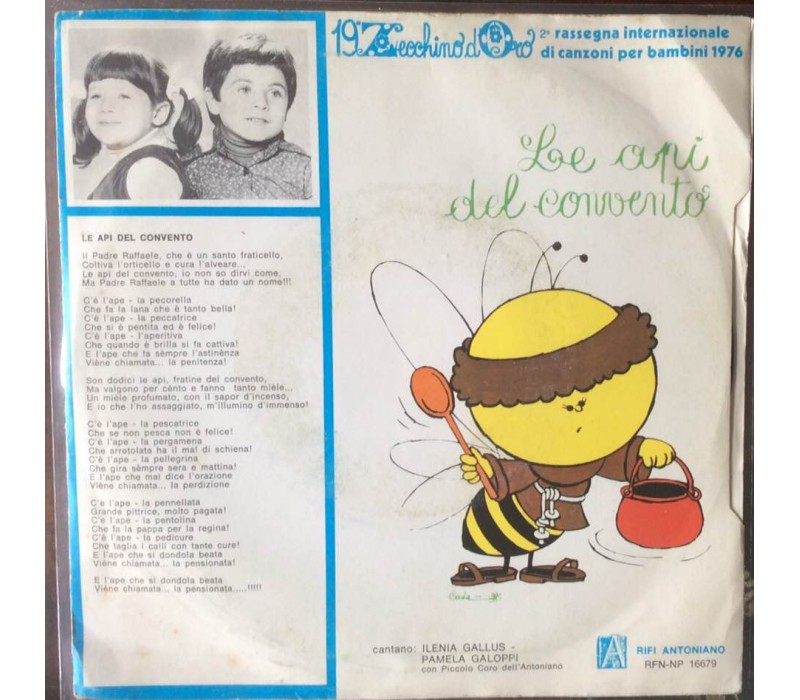 19° Zecchino d'Oro
2ª rassegna internazionale
di canzoni per bambini 1976
Le api
del convento
LE API DEL CONVENTO
Il Padre Raffaele, che è un santo fraticello,
Coltiva l'orticello e cura l'alveare...
Le api del convento, io non so dirvi come,
Ma Padre Raffaele a tutte ha dato un nome!!!
C'è l'ape - la pecorella
Che fa la lana che è tanto bella!
C'è l'ape - la peccatrice
Che si è pentita ed è felice!
C'è l'ape - l'aperitiva
Che quando è brilla si fa cattiva!
E l'ape che fa sèmpre l'astinènza
Viène chiamata... la penitenza!
Son dodici le api, fratine del convento,
Ma valgono per cènto e fanno tanto mièle...
Un mièle profumato, con il sapor d'incenso,
E io che l'ho assaggiato, m'illumino d'immenso!
C'è l'ape - la pescatrice
Che se non pesca non è felice!
C'è l'ape - la pergamena
Che arrotolata ha il mal di schiena!
C'è l'ape - la pellegrina
Che gira sèmpre sera e mattina!
E l'ape che mai dice l'orazione
Viène chiamata... la perdizione
C'è l'ape - la pennellata
Grande pittrice, molto pagata!
C'è l'ape - la pentolina
Che fa la pappa per la regina!
C'è l'ape - la pedicure
Che taglia i calli con tante cure!
E l'ape che si dondola beata
Viène chiamata... la pensionata!
E l'ape che si dondola beata
Viène chiamata... la pensionata.....!!!!!
cantano: ILENIA GALLUS -
PAMELA GALOPPI
con Piccolo Coro dell'Antoniano
A
RIFI ANTONIANO
RFN-NP 16679